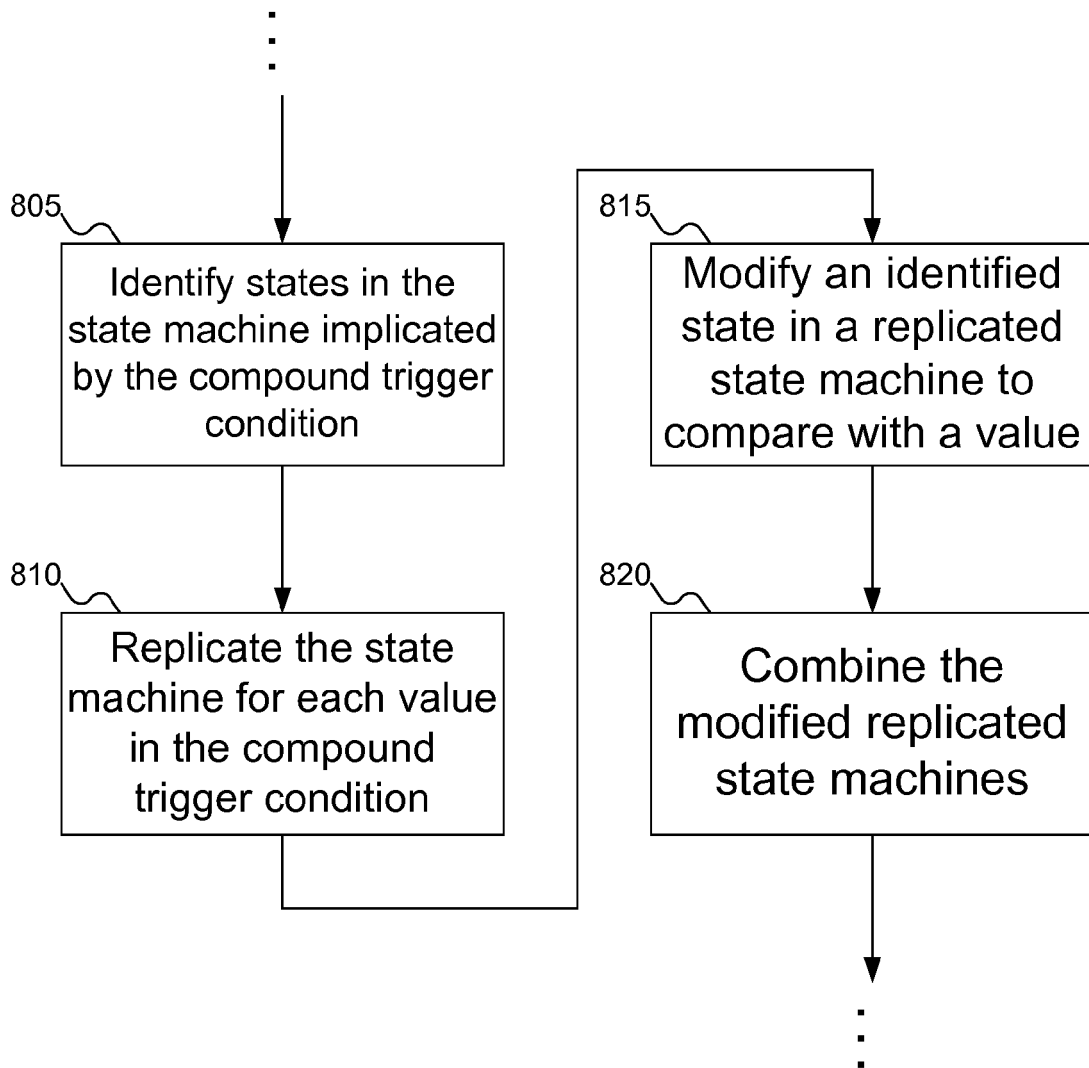 805
Identify states in the
state machine implicated
by the compound trigger
condition
810
Replicate the state
machine for each value
in the compound
trigger condition
815
Modify an identified
state in a replicated
state machine to
compare with a value
820
Combine the
modified replicated
state machines